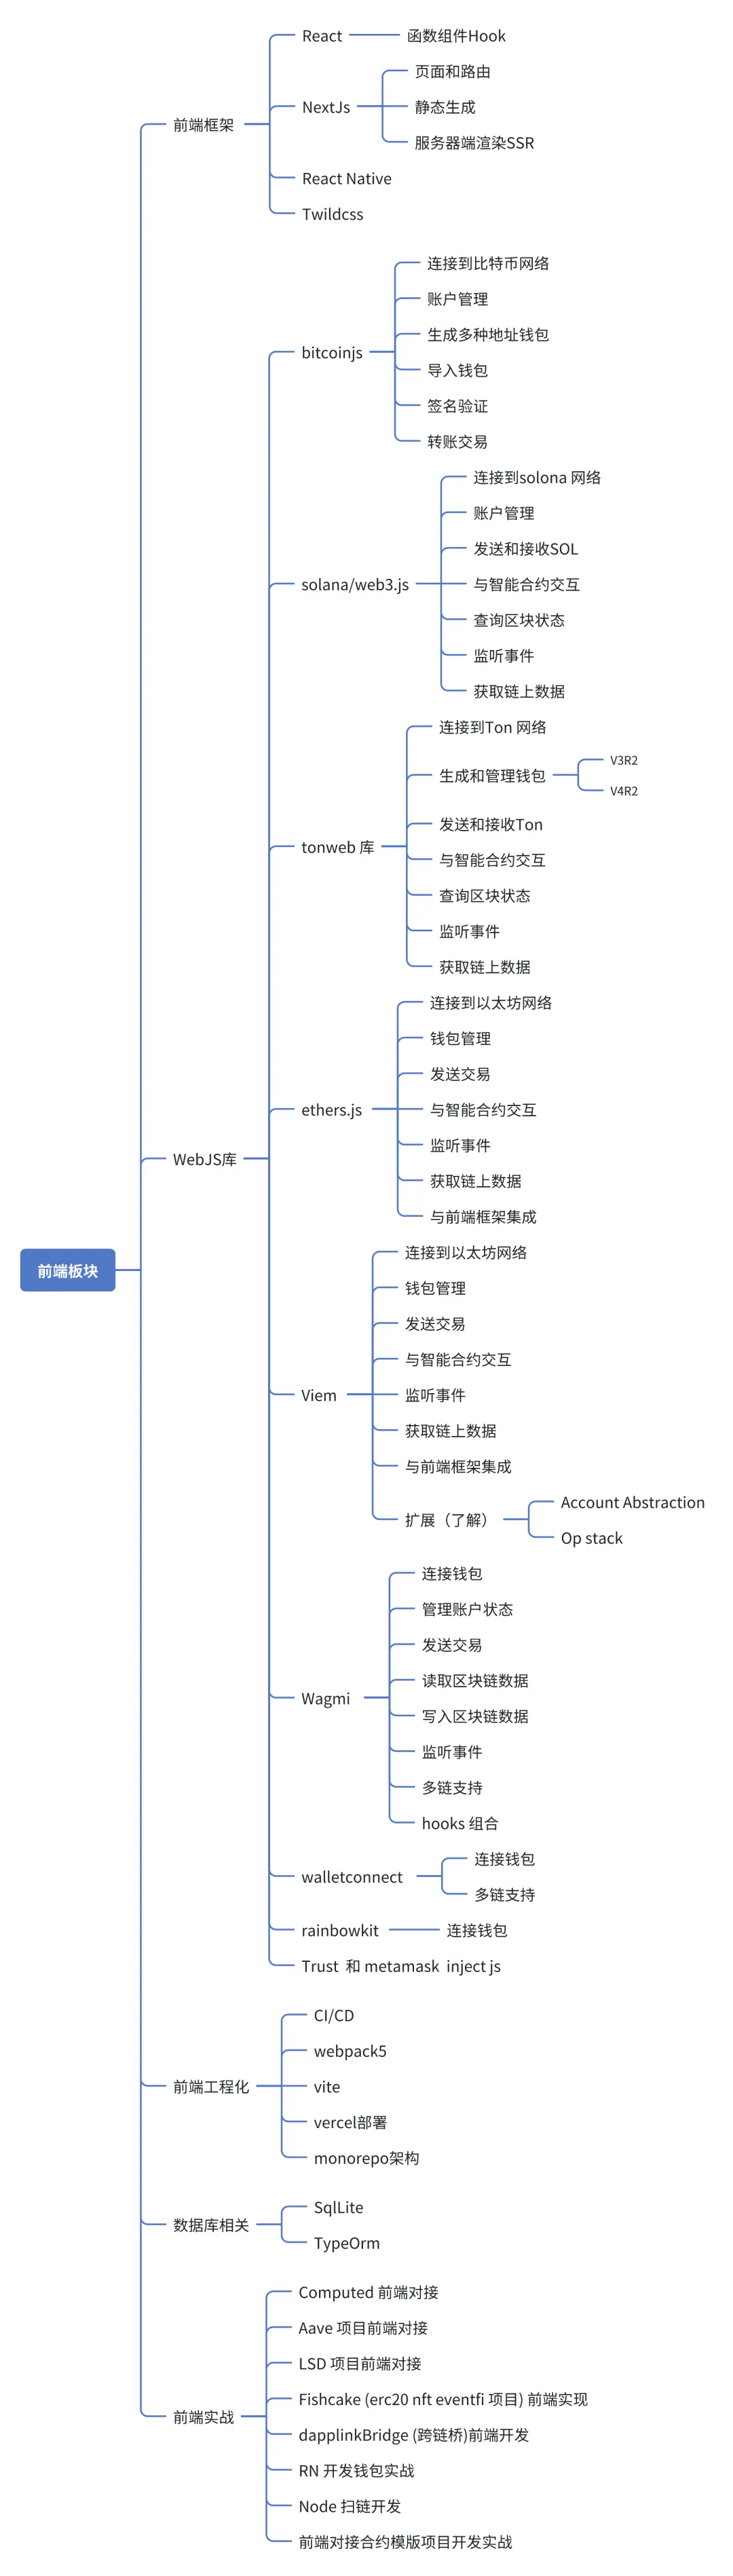 前端板块
前端框架
React
函数组件Hook
NextJs
页面和路由
静态生成
服务器端渲染SSR
React Native
Twildcss
WebJS库
bitcoinjs
连接到比特币网络
账户管理
生成多种地址钱包
导入钱包
签名验证
转账交易
solana/web3.js
连接到solona 网络
账户管理
发送和接收SOL
与智能合约交互
查询区块状态
监听事件
获取链上数据
tonweb 库
连接到Ton 网络
生成和管理钱包
V3R2
V4R2
发送和接收Ton
与智能合约交互
查询区块状态
监听事件
获取链上数据
ethers.js
连接到以太坊网络
钱包管理
发送交易
与智能合约交互
监听事件
获取链上数据
与前端框架集成
Viem
连接到以太坊网络
钱包管理
发送交易
与智能合约交互
监听事件
获取链上数据
与前端框架集成
扩展（了解）
Account Abstraction
Op stack
Wagmi
连接钱包
管理账户状态
发送交易
读取区块链数据
写入区块链数据
监听事件
多链支持
hooks 组合
walletconnect
连接钱包
多链支持
rainbowkit
连接钱包
Trust 和 metamask inject js
前端工程化
CI/CD
webpack5
vite
vercel部署
monorepo架构
数据库相关
SqlLite
TypeOrm
前端实战
Computed 前端对接
Aave 项目前端对接
LSD 项目前端对接
Fishcake (erc20 nft eventfi 项目) 前端实现
dapplinkBridge (跨链桥)前端开发
RN 开发钱包实战
Node 扫链开发
前端对接合约模版项目开发实战